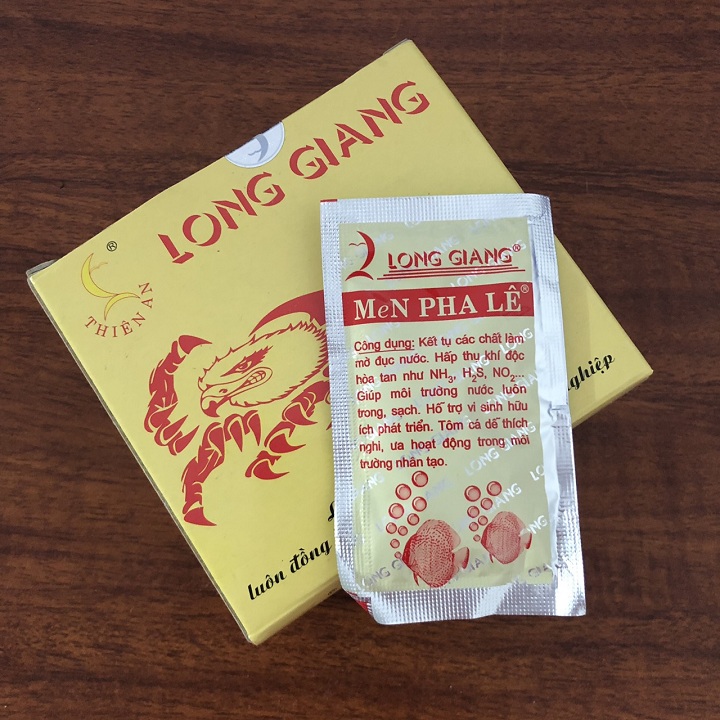 LONG GIANG
®
THIÊN AN
luôn đồng
nghiệp
LONG GIANG®
MeN PHA LÊ®
Công dụng: Kết tụ các chất làm
mờ đục nước. Hấp thụ khí độc
hòa tan như NH3, H2S, NO2...
Giúp môi trường nước luôn
trong, sạch. Hố trợ vi sinh hữu
ích phát triển. Tôm cá dễ thích
nghi, ưa hoạt động trong môi
trường nhân tạo.